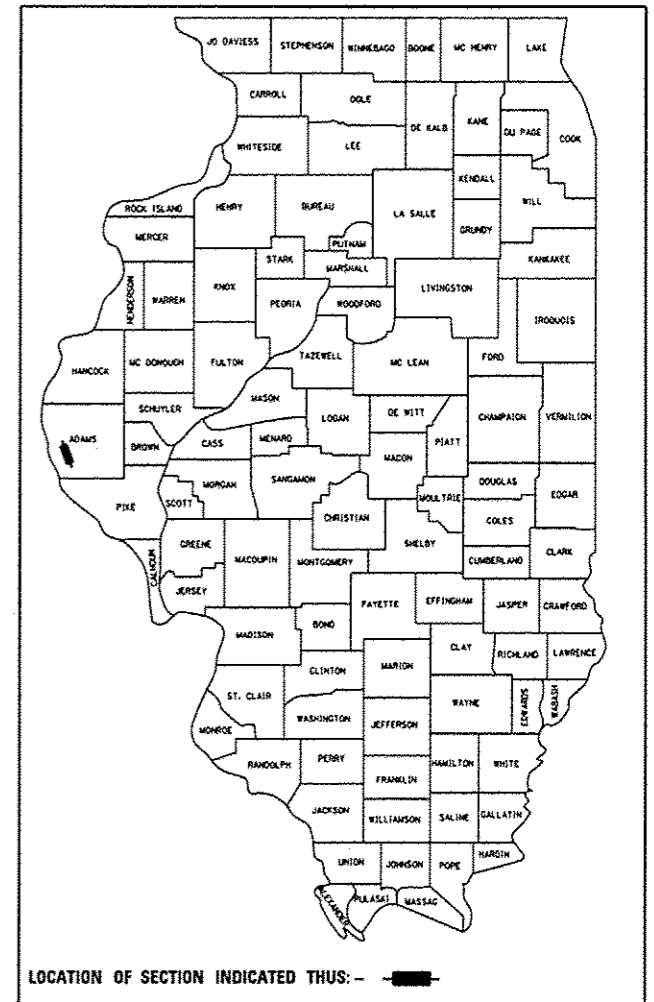 JO DAVIESS
STEPHENSON
WINNEBAGO
BOONE
MC HENRY
LAKE
CARROLL
OGLE
DE KALB
KANE
DU PAGE
COOK
WHITESIDE
LEE
KENDALL
WILL
ROCK ISLAND
HENRY
BUREAU
LA SALLE
GRUNDY
MERCER
PUTNAM
KANKAKEE
STARK
MARSHALL
HENDERSON
WARREN
KNOX
PEORIA
WOODFORD
LIVINGSTON
IROQUOIS
HANCOCK
MC DONOUGH
FULTON
TAZEWELL
MC LEAN
FORD
MASON
SCHUYLER
LOGAN
DE WITT
CHAMPAIGN
VERMILION
ADAMS
BROWN
CASS
MENARD
PIATT
MACON
MORGAN
SANGAMON
DOUGLAS
EDGAR
PIKE
SCOTT
MOULTRIE
CHRISTIAN
COLES
GREENE
SHELBY
CALHOUN
MACOUPIN
MONTGOMERY
CUMBERLAND
CLARK
JERSEY
FAYETTE
EFFINGHAM
JASPER
CRAWFORD
MADISON
BOND
CLAY
RICHLAND
LAWRENCE
CLINTON
MARION
ST. CLAIR
WAYNE
EDWARDS
WABASH
WASHINGTON
JEFFERSON
MONROE
RANDOLPH
PERRY
HAMILTON
WHITE
FRANKLIN
JACKSON
WILLIAMSON
SALINE
GALLATIN
UNION
JOHNSON
POPE
HARDIN
ALEXANDER
PULASAI
MASSAC
LOCATION OF SECTION INDICATED THUS: -